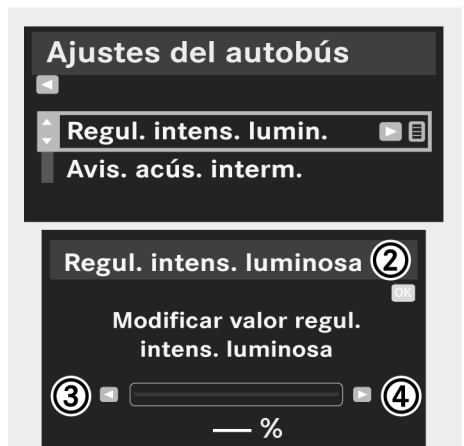 Ajustes del autobús
Regul. intens. lumin.
Avis. acús. interm.
Regul. intens. luminosa ②
OK
Modificar valor regul.
intens. luminosa
③ ④
— %